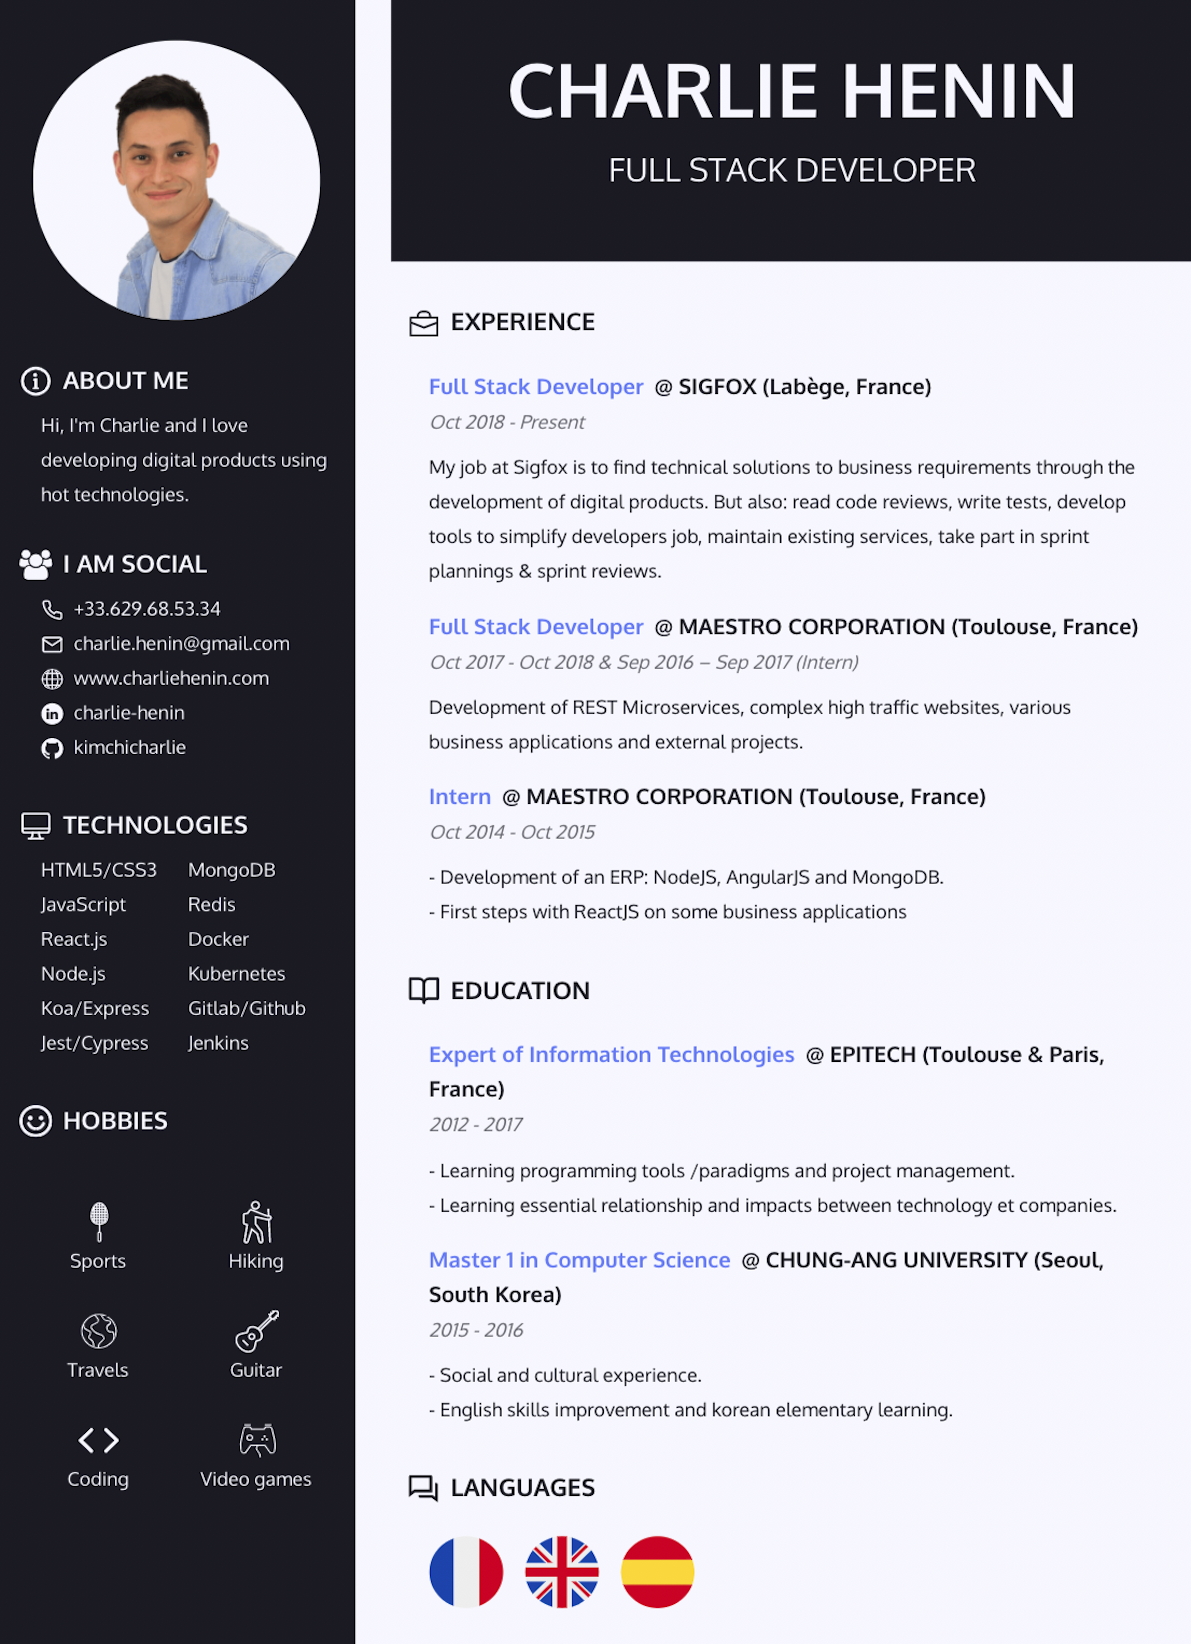 CHARLIE HENIN
FULL STACK DEVELOPER
ABOUT ME
Hi, I'm Charlie and I love
developing digital products using
hot technologies.
I AM SOCIAL
+33.629.68.53.34
charlie.henin@gmail.com
www.charliehenin.com
charlie-henin
kimchicharlie
TECHNOLOGIES
HTML5/CSS3 MongoDB
JavaScript Redis
React.js Docker
Node.js Kubernetes
Koa/Express Gitlab/Github
Jest/Cypress Jenkins
HOBBIES
Sports Hiking
Travels Guitar
Coding Video games
EXPERIENCE
Full Stack Developer @ SIGFOX (Labège, France)
Oct 2018 - Present
My job at Sigfox is to find technical solutions to business requirements through the
development of digital products. But also: read code reviews, write tests, develop
tools to simplify developers job, maintain existing services, take part in sprint
plannings & sprint reviews.
Full Stack Developer @ MAESTRO CORPORATION (Toulouse, France)
Oct 2017 - Oct 2018 & Sep 2016 – Sep 2017 (Intern)
Development of REST Microservices, complex high traffic websites, various
business applications and external projects.
Intern @ MAESTRO CORPORATION (Toulouse, France)
Oct 2014 - Oct 2015
- Development of an ERP: NodeJS, AngularJS and MongoDB.
- First steps with ReactJS on some business applications
EDUCATION
Expert of Information Technologies @ EPITECH (Toulouse & Paris,
France)
2012 - 2017
- Learning programming tools /paradigms and project management.
- Learning essential relationship and impacts between technology et companies.
Master 1 in Computer Science @ CHUNG-ANG UNIVERSITY (Seoul,
South Korea)
2015 - 2016
- Social and cultural experience.
- English skills improvement and korean elementary learning.
LANGUAGES